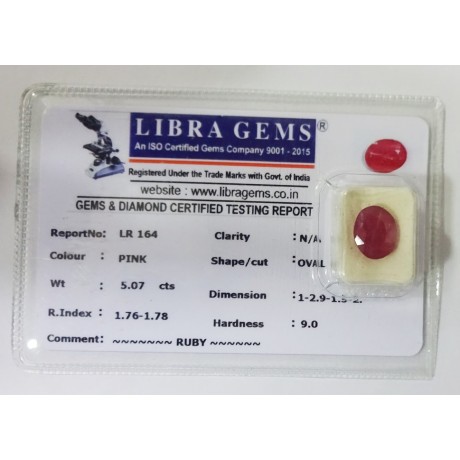 LIBRA GEMS®
An ISO Certified Gems Company 9001 - 2015
Registered Under the Trade Marks with Govt. of India
website : www.libragems.co.in
GEMS & DIAMOND CERTIFIED TESTING REPORT
ReportNo: LR 164 Clarity : N/A
Colour : PINK Shape/cut : OVAL
Wt : 5.07 cts Dimension :
R.Index : 1.76-1.78 Hardness : 9.0
Comment: ~~~~~~~ RUBY ~~~~~~